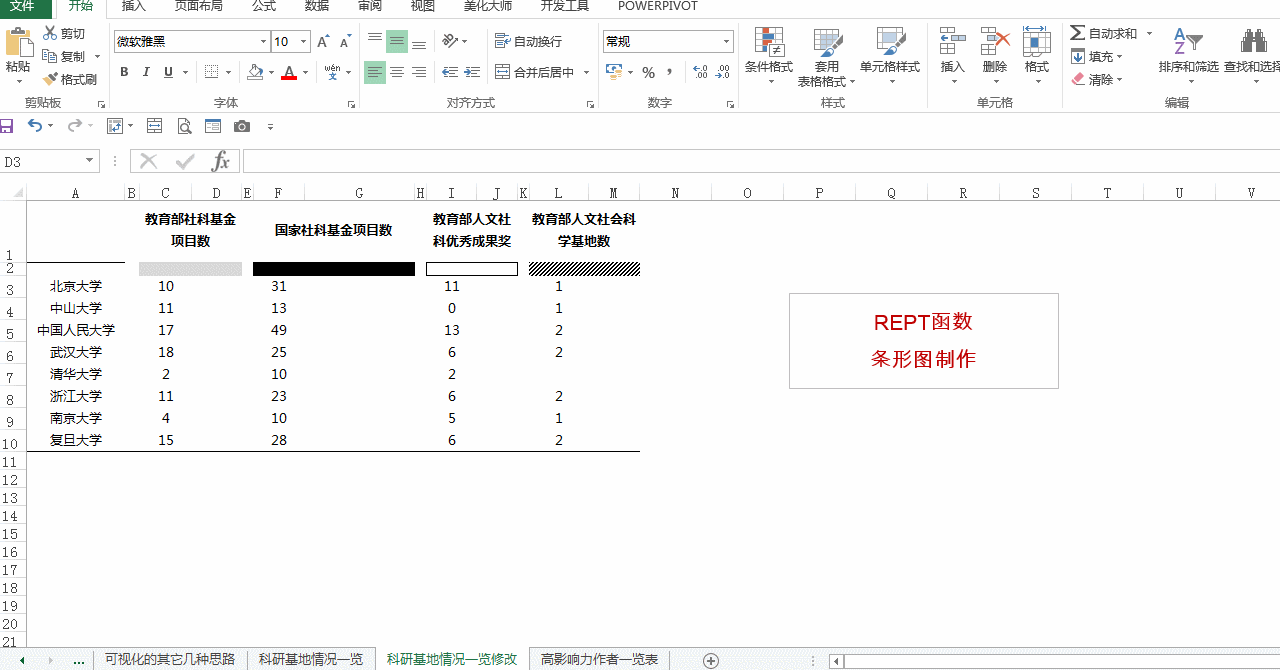 文件 开始 插入 页面布局 公式 数据 审阅 视图 美化大师 开发工具 POWERPIVOT
剪切
复制
格式刷
粘贴
剪贴板
微软雅黑 10
B I U
wén 文
字体
自动换行
合并后居中
对齐方式
常规
%
数字
条件格式 套用 表格格式 单元格样式
样式
插入 删除 格式
单元格
自动求和
填充
清除
排序和筛选 查找和选择
编辑
D3
fx
A B C D E F G H I J K L M N O P Q R S T U V
教育部社科基金 国家社科基金项目数 教育部人文社 教育部人文社会科
项目数 科优秀成果奖 学基地数
1
2
3 北京大学 10 31 11 1
4 中山大学 11 13 0 1
5 中国人民大学 17 49 13 2
6 武汉大学 18 25 6 2
7 清华大学 2 10 2
8 浙江大学 11 23 6 2
9 南京大学 4 10 5 1
10 复旦大学 15 28 6 2
11
12
13
14
15
16
17
18
19
20
21
REPT函数
条形图制作
... 可视化的其它几种思路 科研基地情况一览 科研基地情况一览修改 高影响力作者一览表